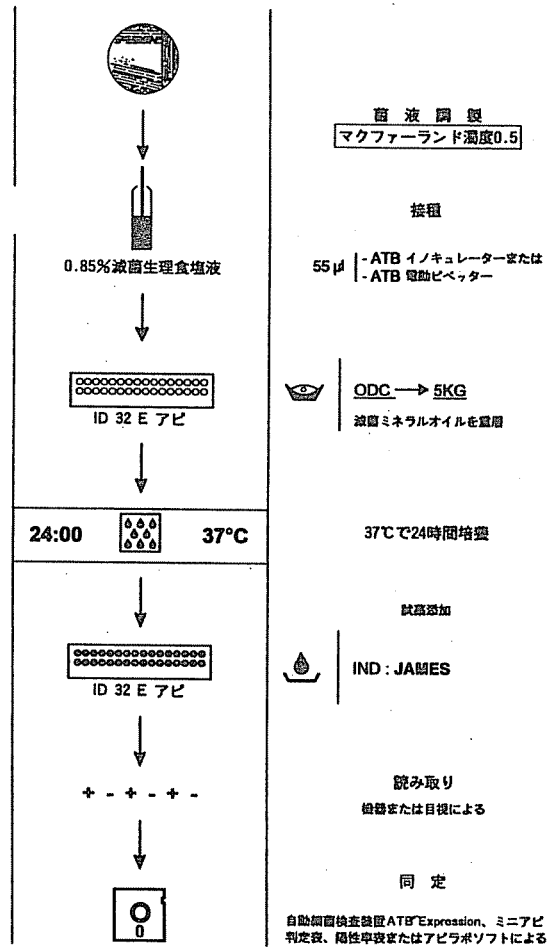 菌液調製
マクファーランド濁度0.5
0.85%滅菌生理食塩液
接種
55 µl
- ATB イノキュレーターまたは
- ATB 電動ピペッター
ID 32 E アピ
ODC → 5KG
滅菌ミネラルオイルを重層
24:00
37°C
37℃で24時間培養
試薬添加
ID 32 E アピ
IND : JAMES
+ - + - + -
読み取り
機器または目視による
同 定
0
自動細菌検査装置ATB Expression、ミニアピ
判定表、陽性率表またはアピラボソフトによる